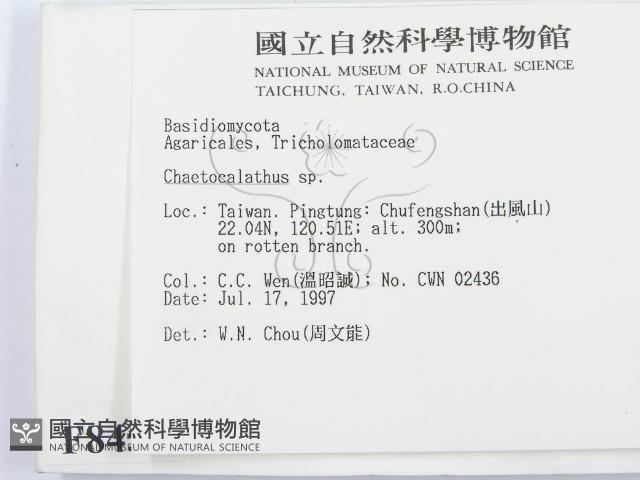 國立自然科學博物館
NATIONAL MUSEUM OF NATURAL SCIENCE
TAICHUNG, TAIWAN, R.O.CHINA
Basidiomycota
Agaricales, Tricholomataceae
Chaetocalathus sp.
Loc.: Taiwan. Pingtung: Chufengshan(出風山)
22.04N, 120.51E; alt. 300m;
on rotten branch.
Col.: C.C. Wen(溫昭誠); No. CWN 02436
Date: Jul. 17, 1997
Det.: W.N. Chou(周文能)
F84
國立自然科學博物館
NATIONAL MUSEUM OF NATURAL SCIENCE